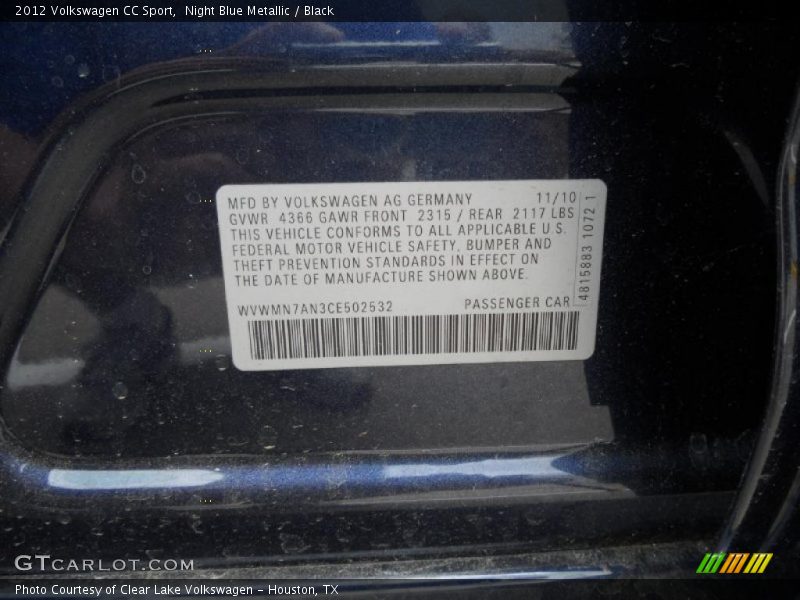 2012 Volkswagen CC Sport,  Night Blue Metallic / Black
MFD BY VOLKSWAGEN AG GERMANY 11/10
GVWR 4366 GAWR FRONT 2315 / REAR 2117 LBS
THIS VEHICLE CONFORMS TO ALL APPLICABLE U.S.
FEDERAL MOTOR VEHICLE SAFETY, BUMPER AND
THEFT PREVENTION STANDARDS IN EFFECT ON
THE DATE OF MANUFACTURE SHOWN ABOVE.
4815883 1072 1
WVWMN7AN3CE502532 PASSENGER CAR
GTCARLOT.COM
Photo Courtesy of Clear Lake Volkswagen - Houston, TX